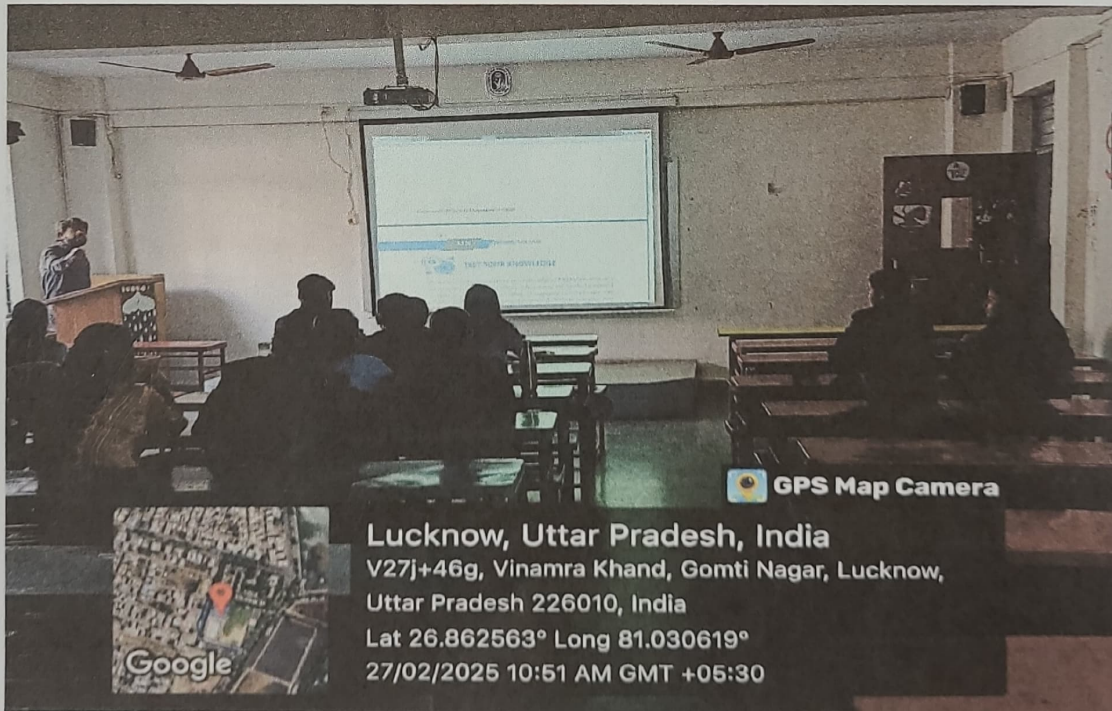 GPS Map Camera
Lucknow, Uttar Pradesh, India
V27j+46g, Vinamra Khand, Gomti Nagar, Lucknow,
Uttar Pradesh 226010, India
Lat 26.862563° Long 81.030619°
27/02/2025 10:51 AM GMT +05:30
Google